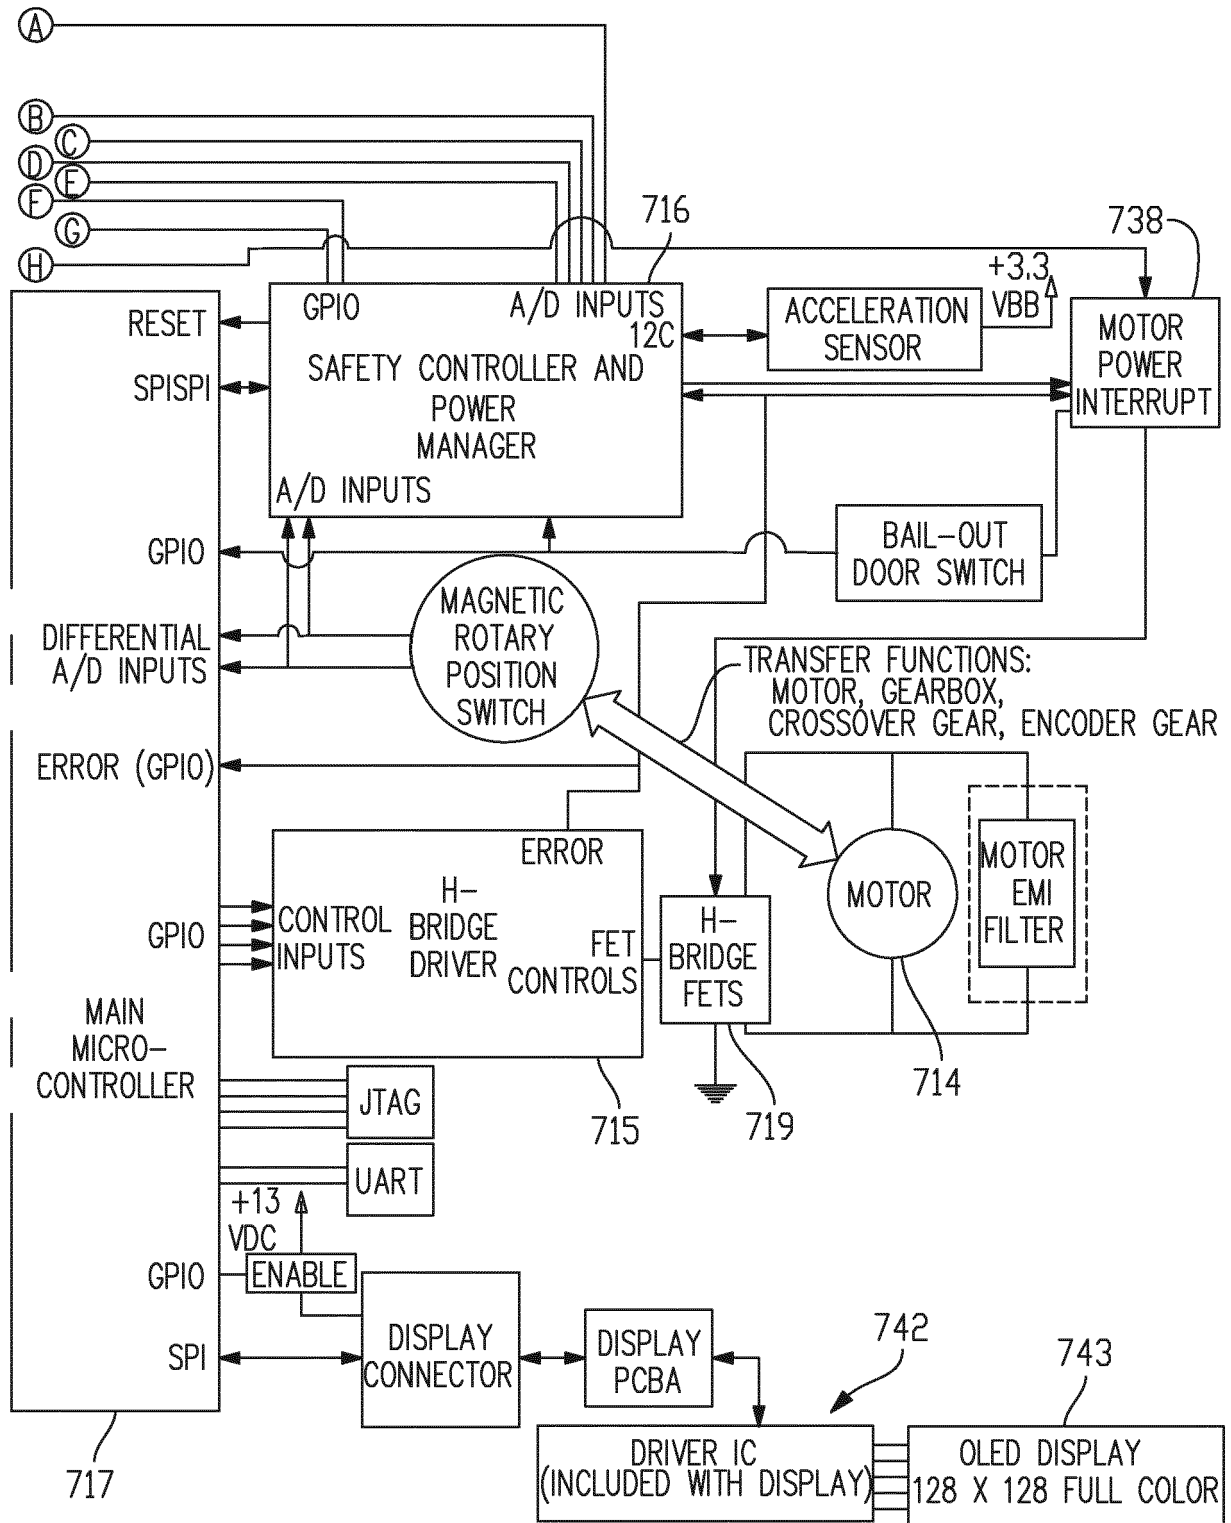 A
B
C
D
E
F
G
H
716
738
+3.3
VBB
RESET
GPIO
A/D INPUTS
12C
ACCELERATION
SENSOR
MOTOR
POWER
INTERRUPT
SPISPI
SAFETY CONTROLLER AND
POWER
MANAGER
A/D INPUTS
GPIO
BAIL-OUT
DOOR SWITCH
DIFFERENTIAL
A/D INPUTS
MAGNETIC
ROTARY
POSITION
SWITCH
TRANSFER FUNCTIONS:
MOTOR, GEARBOX,
CROSSOVER GEAR, ENCODER GEAR
ERROR (GPIO)
ERROR
H-
BRIDGE
DRIVER
CONTROL
INPUTS
GPIO
FET
CONTROLS
H-
BRIDGE
FETS
MOTOR
MOTOR
EMI
FILTER
MAIN
MICRO-
CONTROLLER
JTAG
UART
715
719
714
+13
VDC
GPIO
ENABLE
SPI
DISPLAY
CONNECTOR
DISPLAY
PCBA
742
743
DRIVER IC
(INCLUDED WITH DISPLAY)
OLED DISPLAY
128 X 128 FULL COLOR
717